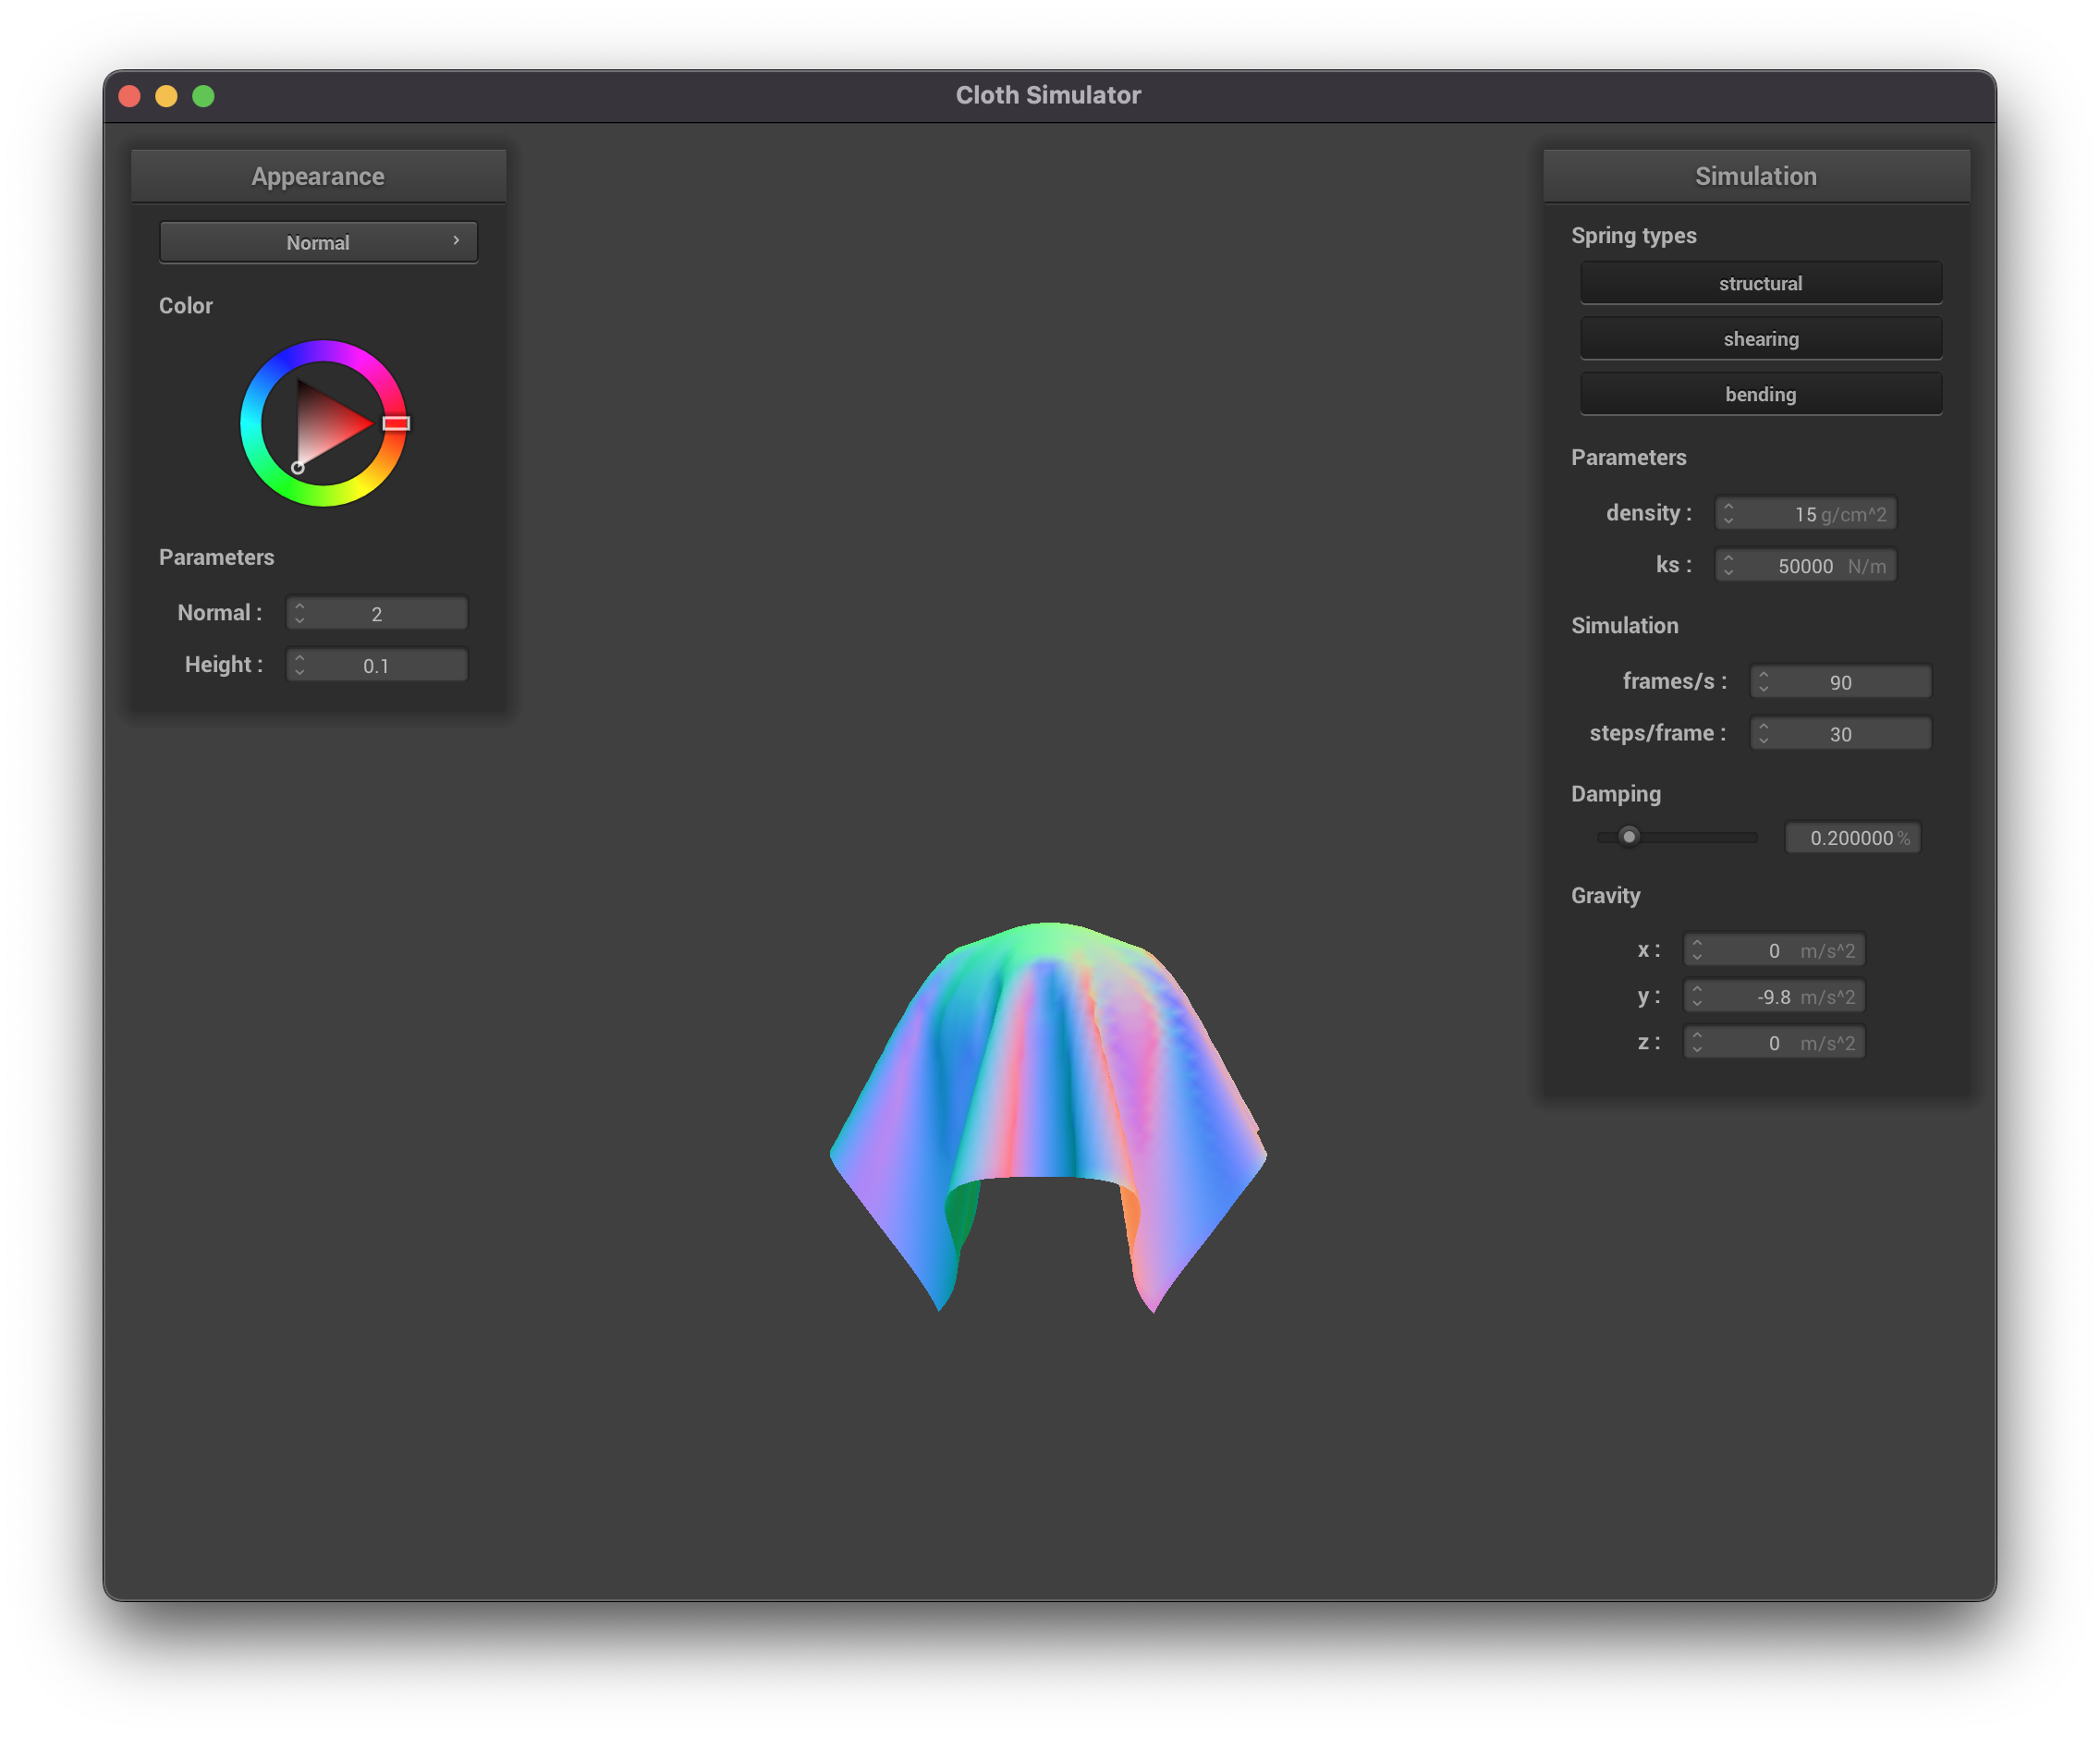 Cloth Simulator
Appearance
Normal
Color
Parameters
Normal : 2
Height : 0.1
Simulation
Spring types
structural
shearing
bending
Parameters
density : 15 g/cm^2
ks : 50000 N/m
Simulation
frames/s : 90
steps/frame : 30
Damping
0.200000 %
Gravity
x : 0 m/s^2
y : -9.8 m/s^2
z : 0 m/s^2